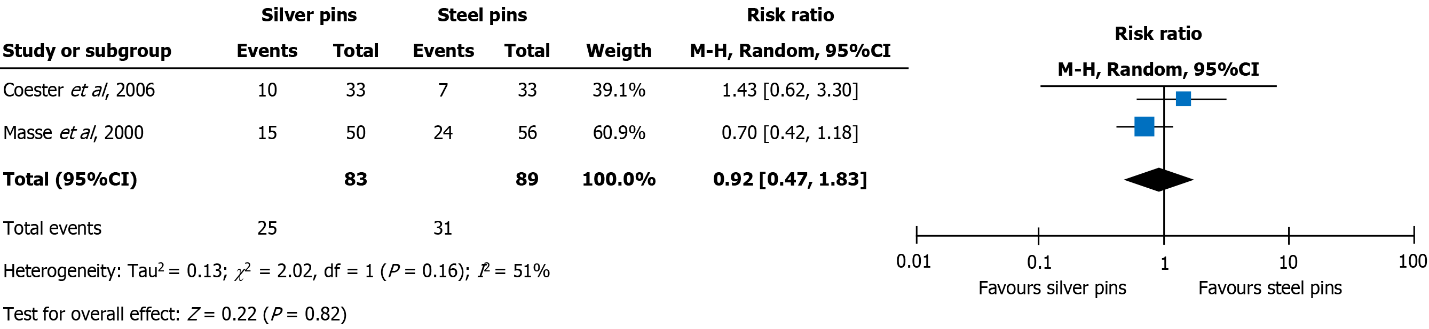 Silver pins Steel pins Risk ratio Risk ratio
Study or subgroup Events Total Events Total Weigth M-H, Random, 95%CI M-H, Random, 95%CI
Coester et al, 2006 10 33 7 33 39.1% 1.43 [0.62, 3.30]
Masse et al, 2000 15 50 24 56 60.9% 0.70 [0.42, 1.18]
Total (95%CI) 83 89 100.0% 0.92 [0.47, 1.83]
Total events 25 31
Heterogeneity: Tau² = 0.13; χ² = 2.02, df = 1 (P = 0.16); I² = 51%
Test for overall effect: Z = 0.22 (P = 0.82)
0.01 0.1 1 10 100
Favours silver pins Favours steel pins